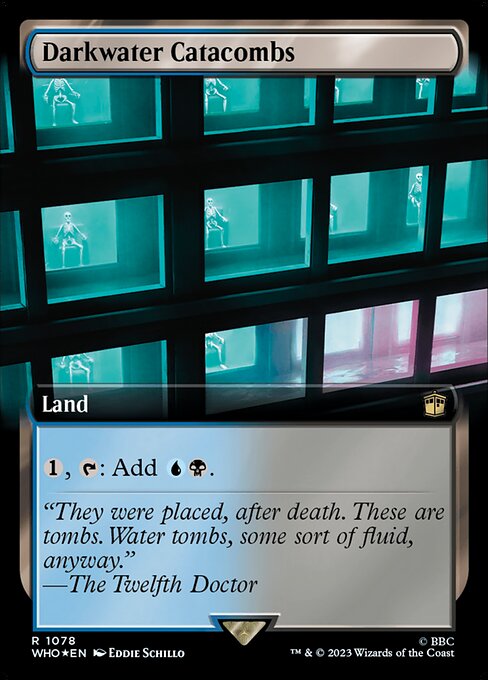 Darkwater Catacombs
Land
1, : Add .
“They were placed, after death. These are
tombs. Water tombs, some sort of fluid,
anyway.”
—The Twelfth Doctor
R 1078
WHO★EN Eddie Schillo
© BBC
™ & © 2023 Wizards of the Coast